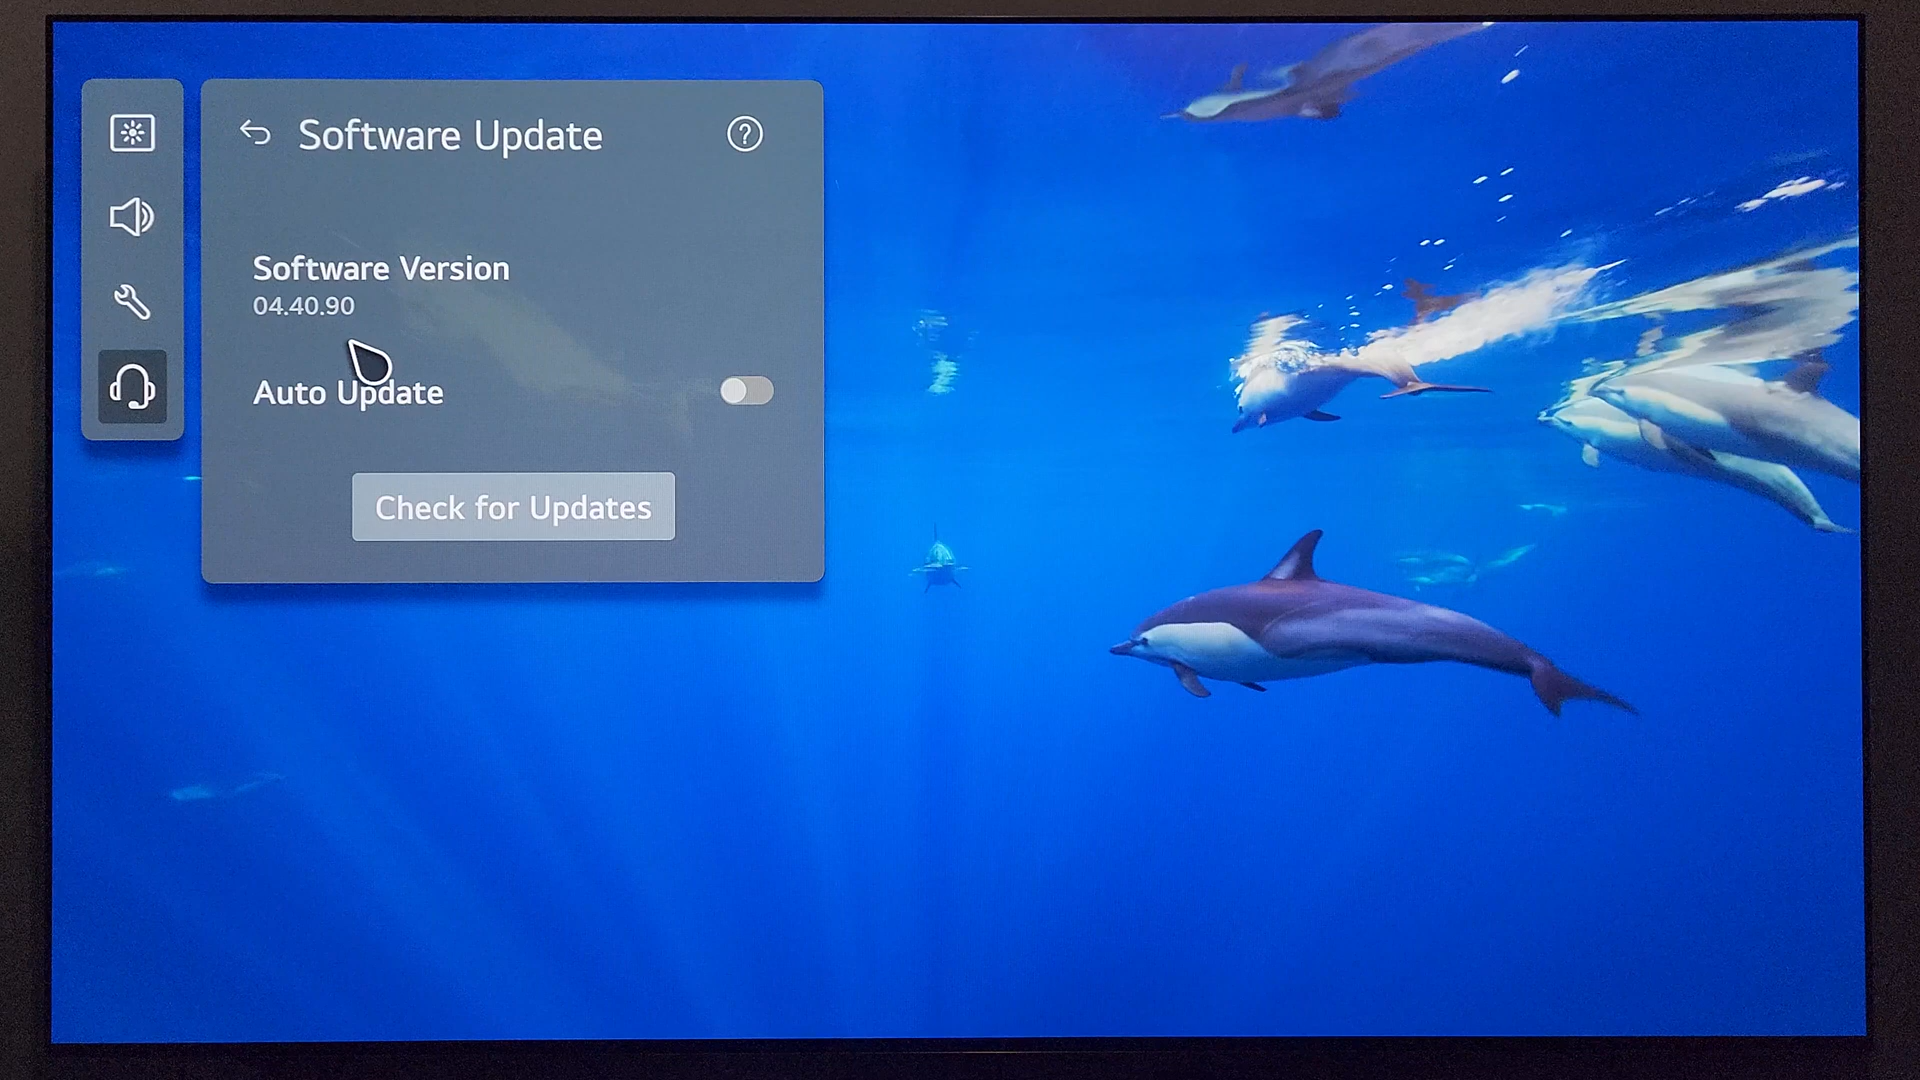 Software Update
Software Version
04.40.90
Auto Update
Check for Updates